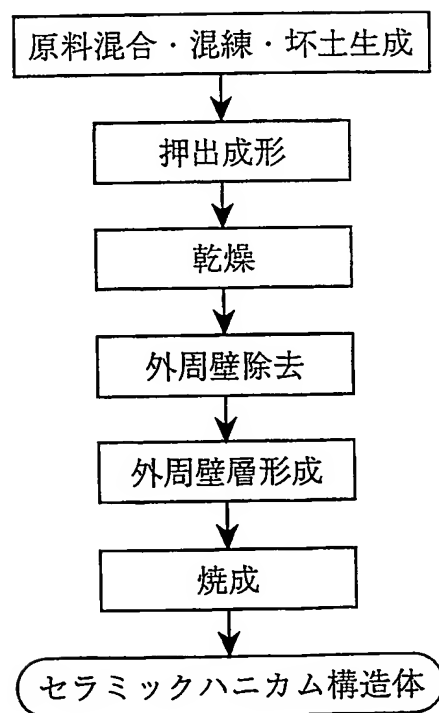 原料混合・混練・坏土生成
押出成形
乾燥
外周壁除去
外周壁層形成
焼成
セラミックハニカム構造体